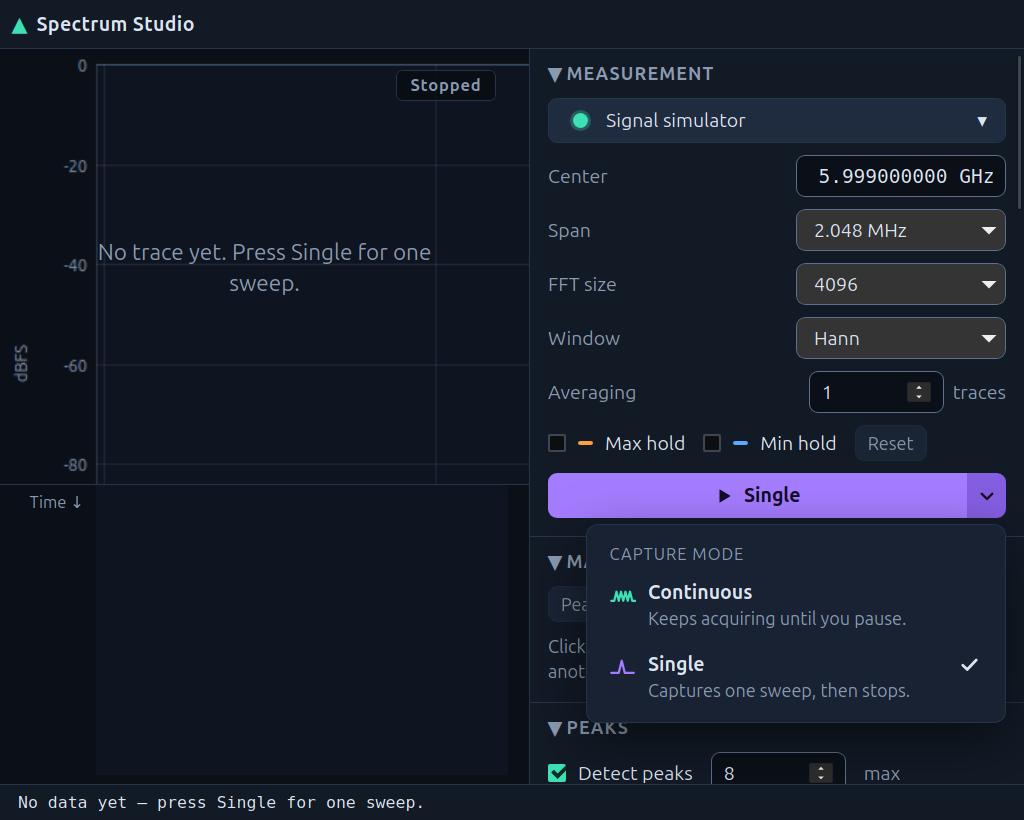 Spectrum Studio
0
-20
-40
-60
-80
dBFS
Stopped
No trace yet. Press Single for one
sweep.
Time ↓
▼ MEASUREMENT
Signal simulator ▼
Center 5.999000000 GHz
Span 2.048 MHz
FFT size 4096
Window Hann
Averaging 1 traces
Max hold Min hold Reset
Single
CAPTURE MODE
Continuous
Keeps acquiring until you pause.
Single
Captures one sweep, then stops.
Click
▼ PEAKS
Detect peaks 8 max
No data yet — press Single for one sweep.